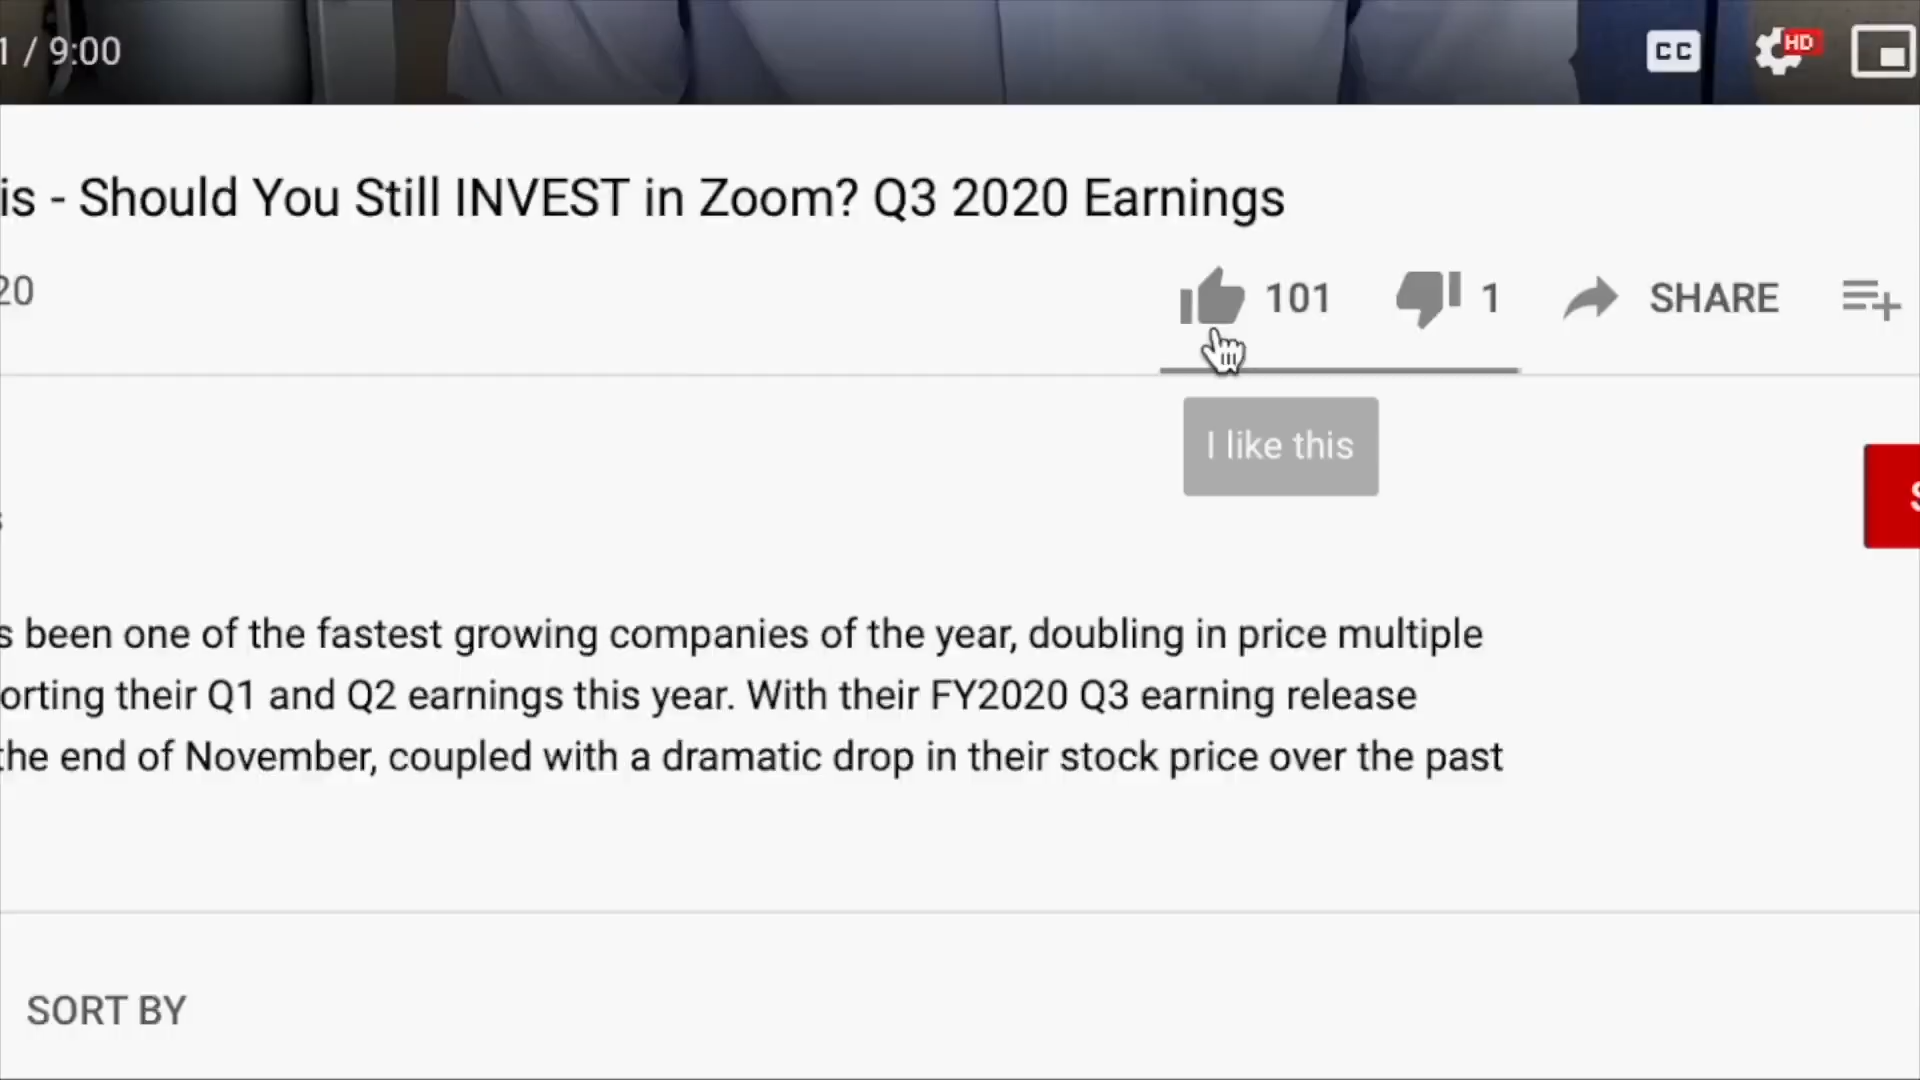 1 / 9:00
CC
HD
is - Should You Still INVEST in Zoom? Q3 2020 Earnings
20
101
1
SHARE
I like this
S
s
s been one of the fastest growing companies of the year, doubling in price multiple
orting their Q1 and Q2 earnings this year. With their FY2020 Q3 earning release
the end of November, coupled with a dramatic drop in their stock price over the past
SORT BY